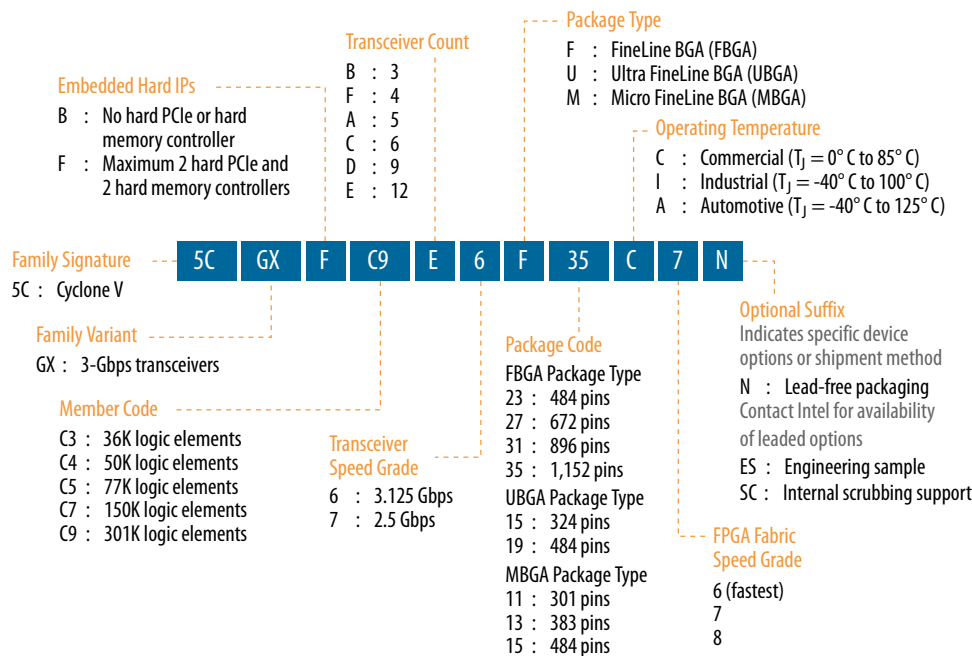 Package Type
F : FineLine BGA (FBGA)
U : Ultra FineLine BGA (UBGA)
M : Micro FineLine BGA (MBGA)
Transceiver Count
B : 3
F : 4
A : 5
C : 6
D : 9
E : 12
Embedded Hard IPs
B : No hard PCIe or hard
memory controller
F : Maximum 2 hard PCIe and
2 hard memory controllers
Operating Temperature
C : Commercial (TJ = 0° C to 85° C)
I : Industrial (TJ = -40° C to 100° C)
A : Automotive (TJ = -40° C to 125° C)
5C GX F C9 E 6 F 35 C 7 N
Family Signature
5C : Cyclone V
Family Variant
GX : 3-Gbps transceivers
Member Code
C3 : 36K logic elements
C4 : 50K logic elements
C5 : 77K logic elements
C7 : 150K logic elements
C9 : 301K logic elements
Transceiver
Speed Grade
6 : 3.125 Gbps
7 : 2.5 Gbps
Package Code
FBGA Package Type
23 : 484 pins
27 : 672 pins
31 : 896 pins
35 : 1,152 pins
UBGA Package Type
15 : 324 pins
19 : 484 pins
MBGA Package Type
11 : 301 pins
13 : 383 pins
15 : 484 pins
FPGA Fabric
Speed Grade
6 (fastest)
7
8
Optional Suffix
Indicates specific device
options or shipment method
N : Lead-free packaging
Contact Intel for availability
of leaded options
ES : Engineering sample
SC : Internal scrubbing support